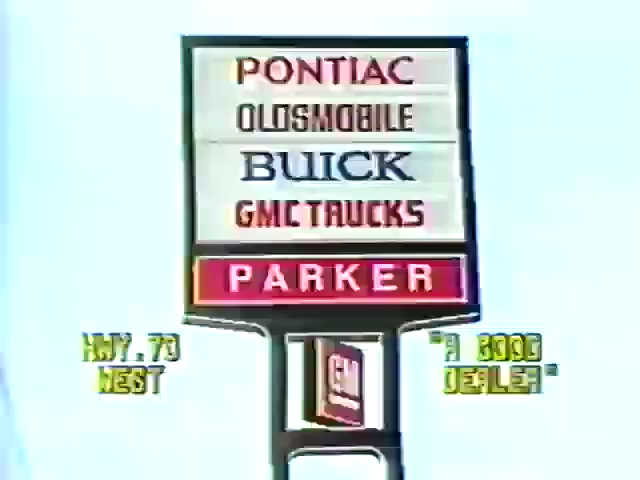 PONTIAC
OLDSMOBILE
BUICK
GMC TRUCKS
PARKER
GM
HWY. 70
WEST
"A GOOD
DEALER"